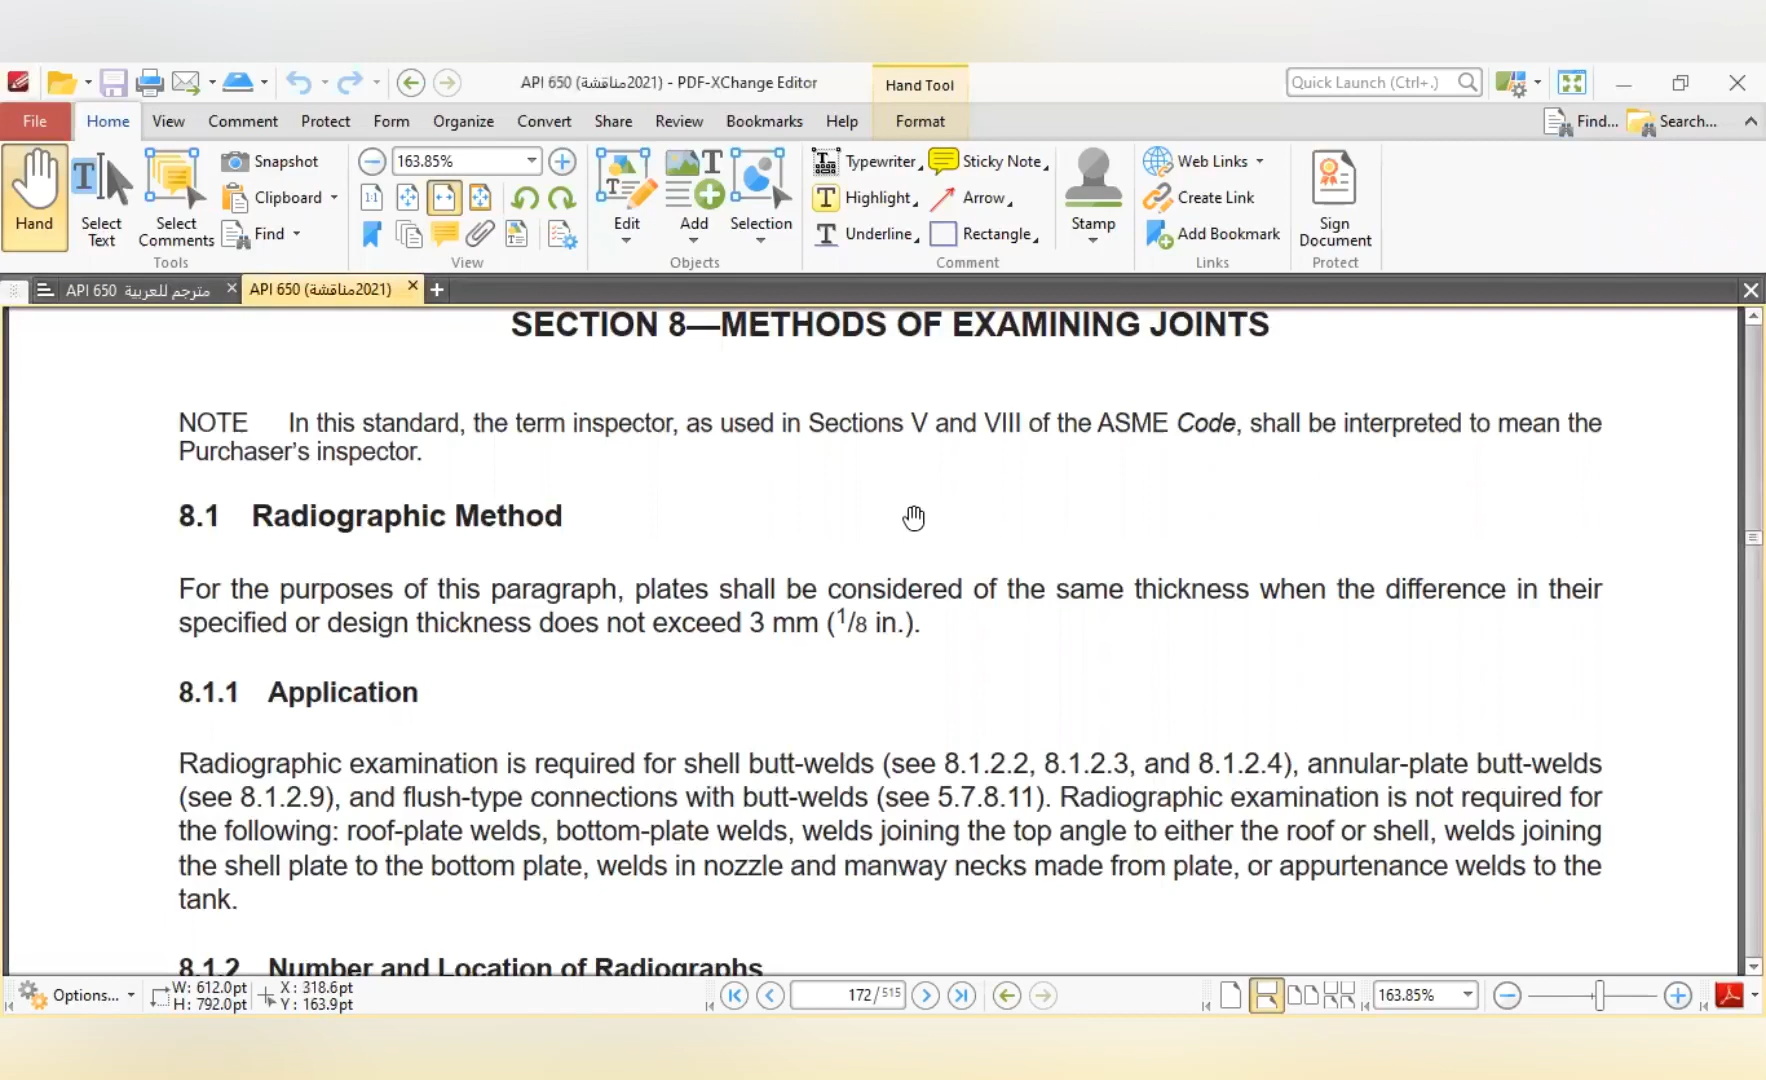 API 650 (مناقشة2021) - PDF-XChange Editor
Hand Tool
Quick Launch (Ctrl+.)
File Home View Comment Protect Form Organize Convert Share Review Bookmarks Help Format Find... Search...
Hand
Select Text
Select Comments
Snapshot
Clipboard
Find
Tools
163.85%
View
Edit
Add
Selection
Objects
Typewriter
Highlight
Underline
Sticky Note
Arrow
Rectangle
Comment
Stamp
Web Links
Create Link
Add Bookmark
Links
Sign Document
Protect
API 650 مترجم للعربية
API 650 (مناقشة2021)
SECTION 8—METHODS OF EXAMINING JOINTS
NOTE In this standard, the term inspector, as used in Sections V and VIII of the ASME Code, shall be interpreted to mean the
Purchaser's inspector.
8.1 Radiographic Method
For the purposes of this paragraph, plates shall be considered of the same thickness when the difference in their
specified or design thickness does not exceed 3 mm (1/8 in.).
8.1.1 Application
Radiographic examination is required for shell butt-welds (see 8.1.2.2, 8.1.2.3, and 8.1.2.4), annular-plate butt-welds
(see 8.1.2.9), and flush-type connections with butt-welds (see 5.7.8.11). Radiographic examination is not required for
the following: roof-plate welds, bottom-plate welds, welds joining the top angle to either the roof or shell, welds joining
the shell plate to the bottom plate, welds in nozzle and manway necks made from plate, or appurtenance welds to the
tank.
8.1.2 Number and Location of Radiographs
Options...
W: 612.0pt
H: 792.0pt
X: 318.6pt
Y: 163.9pt
172/515
163.85%